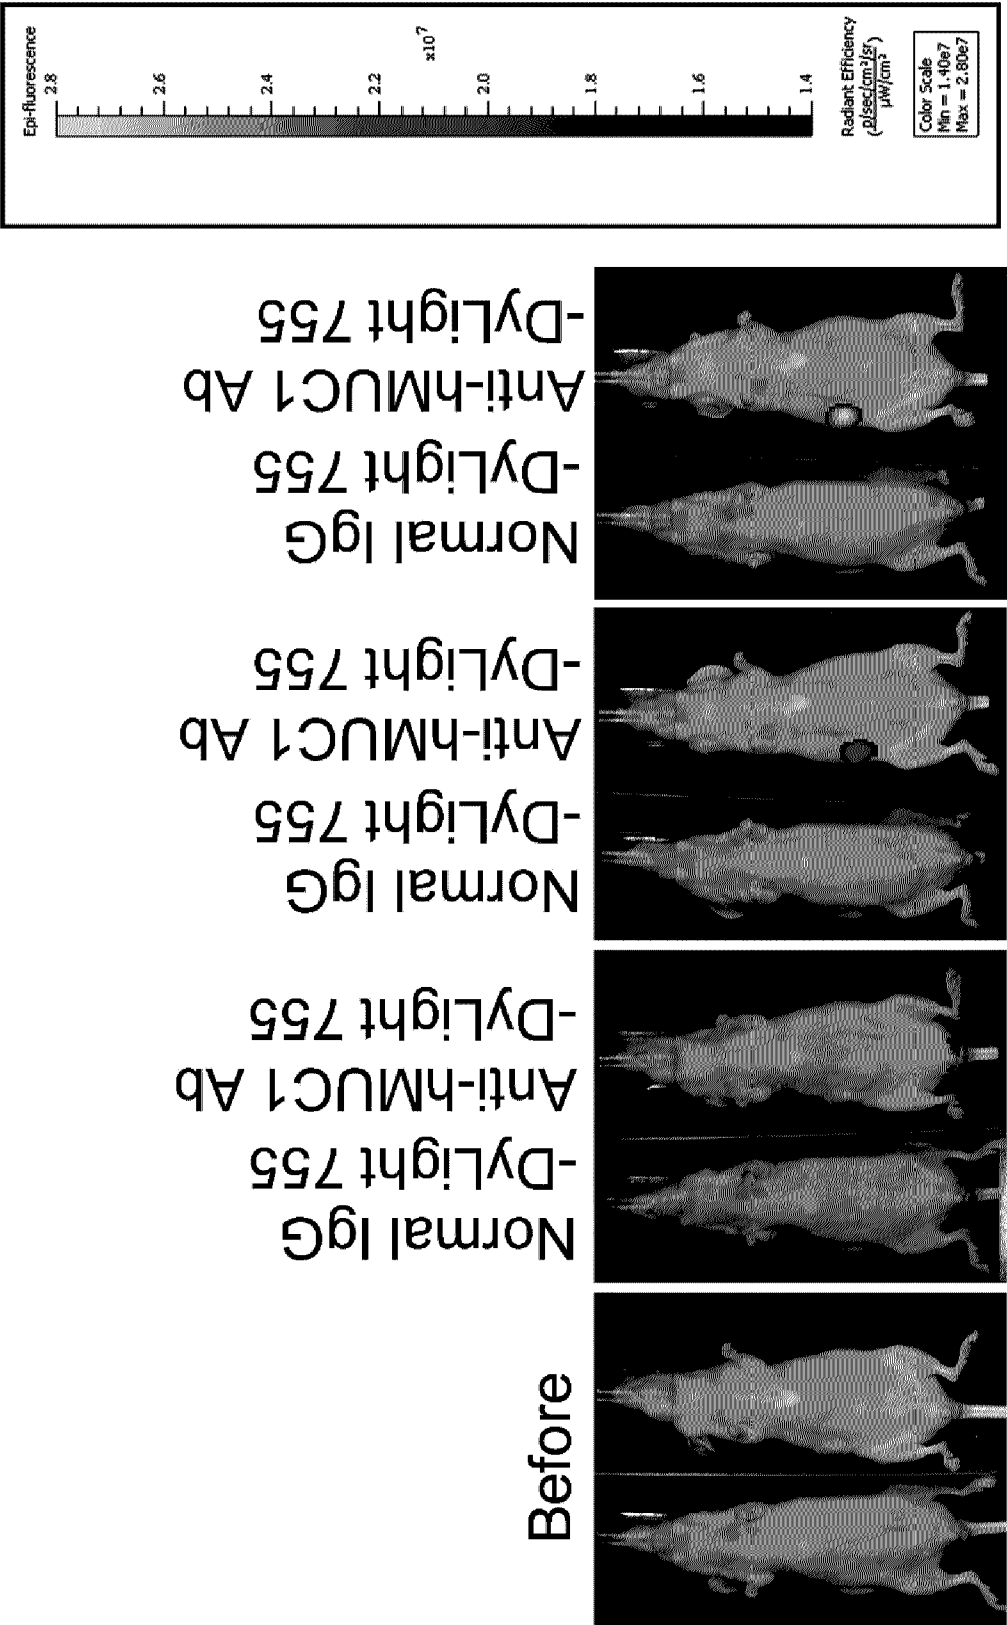 Before
Normal IgG
-DyLight 755
Anti-hMUC1 Ab
-DyLight 755
Normal IgG
-DyLight 755
Anti-hMUC1 Ab
-DyLight 755
Normal IgG
-DyLight 755
Anti-hMUC1 Ab
-DyLight 755
Epi-fluorescence
2.8
2.6
2.4
2.2
x10⁷
2.0
1.8
1.6
1.4
Radiant Efficiency
(p/sec/cm²/sr
µW/cm²)
Color Scale
Min = 1.40e7
Max = 2.80e7